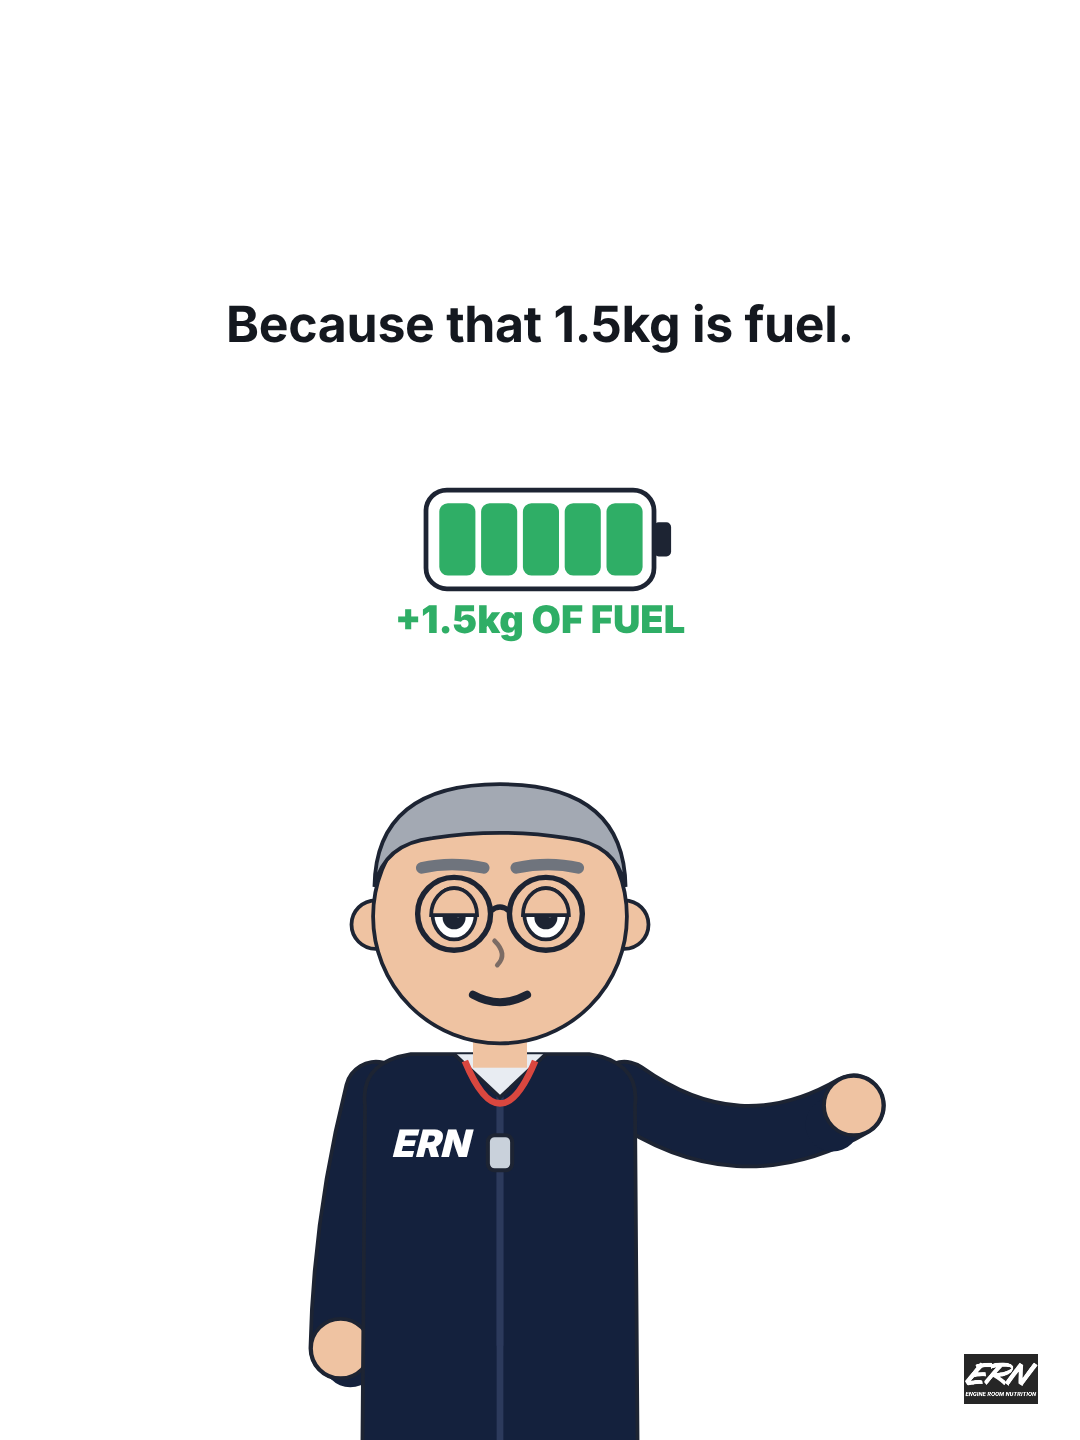 Because that 1.5kg is fuel.
+1.5kg OF FUEL
ERN
ERN
ENGINE ROOM NUTRITION